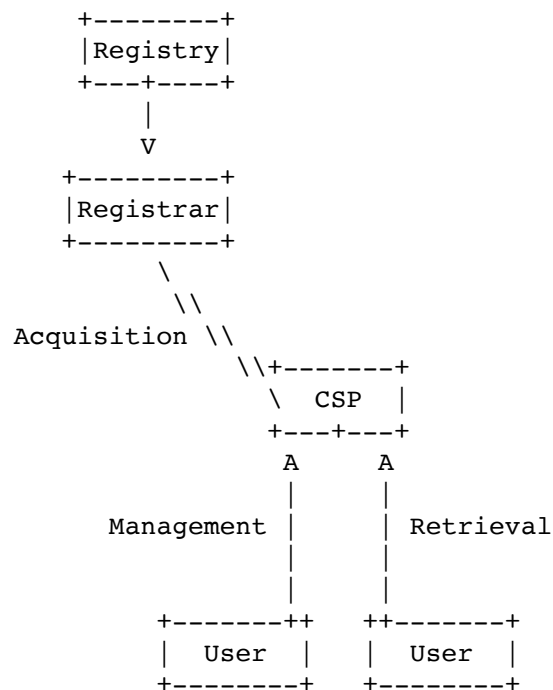 Registry
Registrar
Acquisition
CSP
Management Retrieval
User User